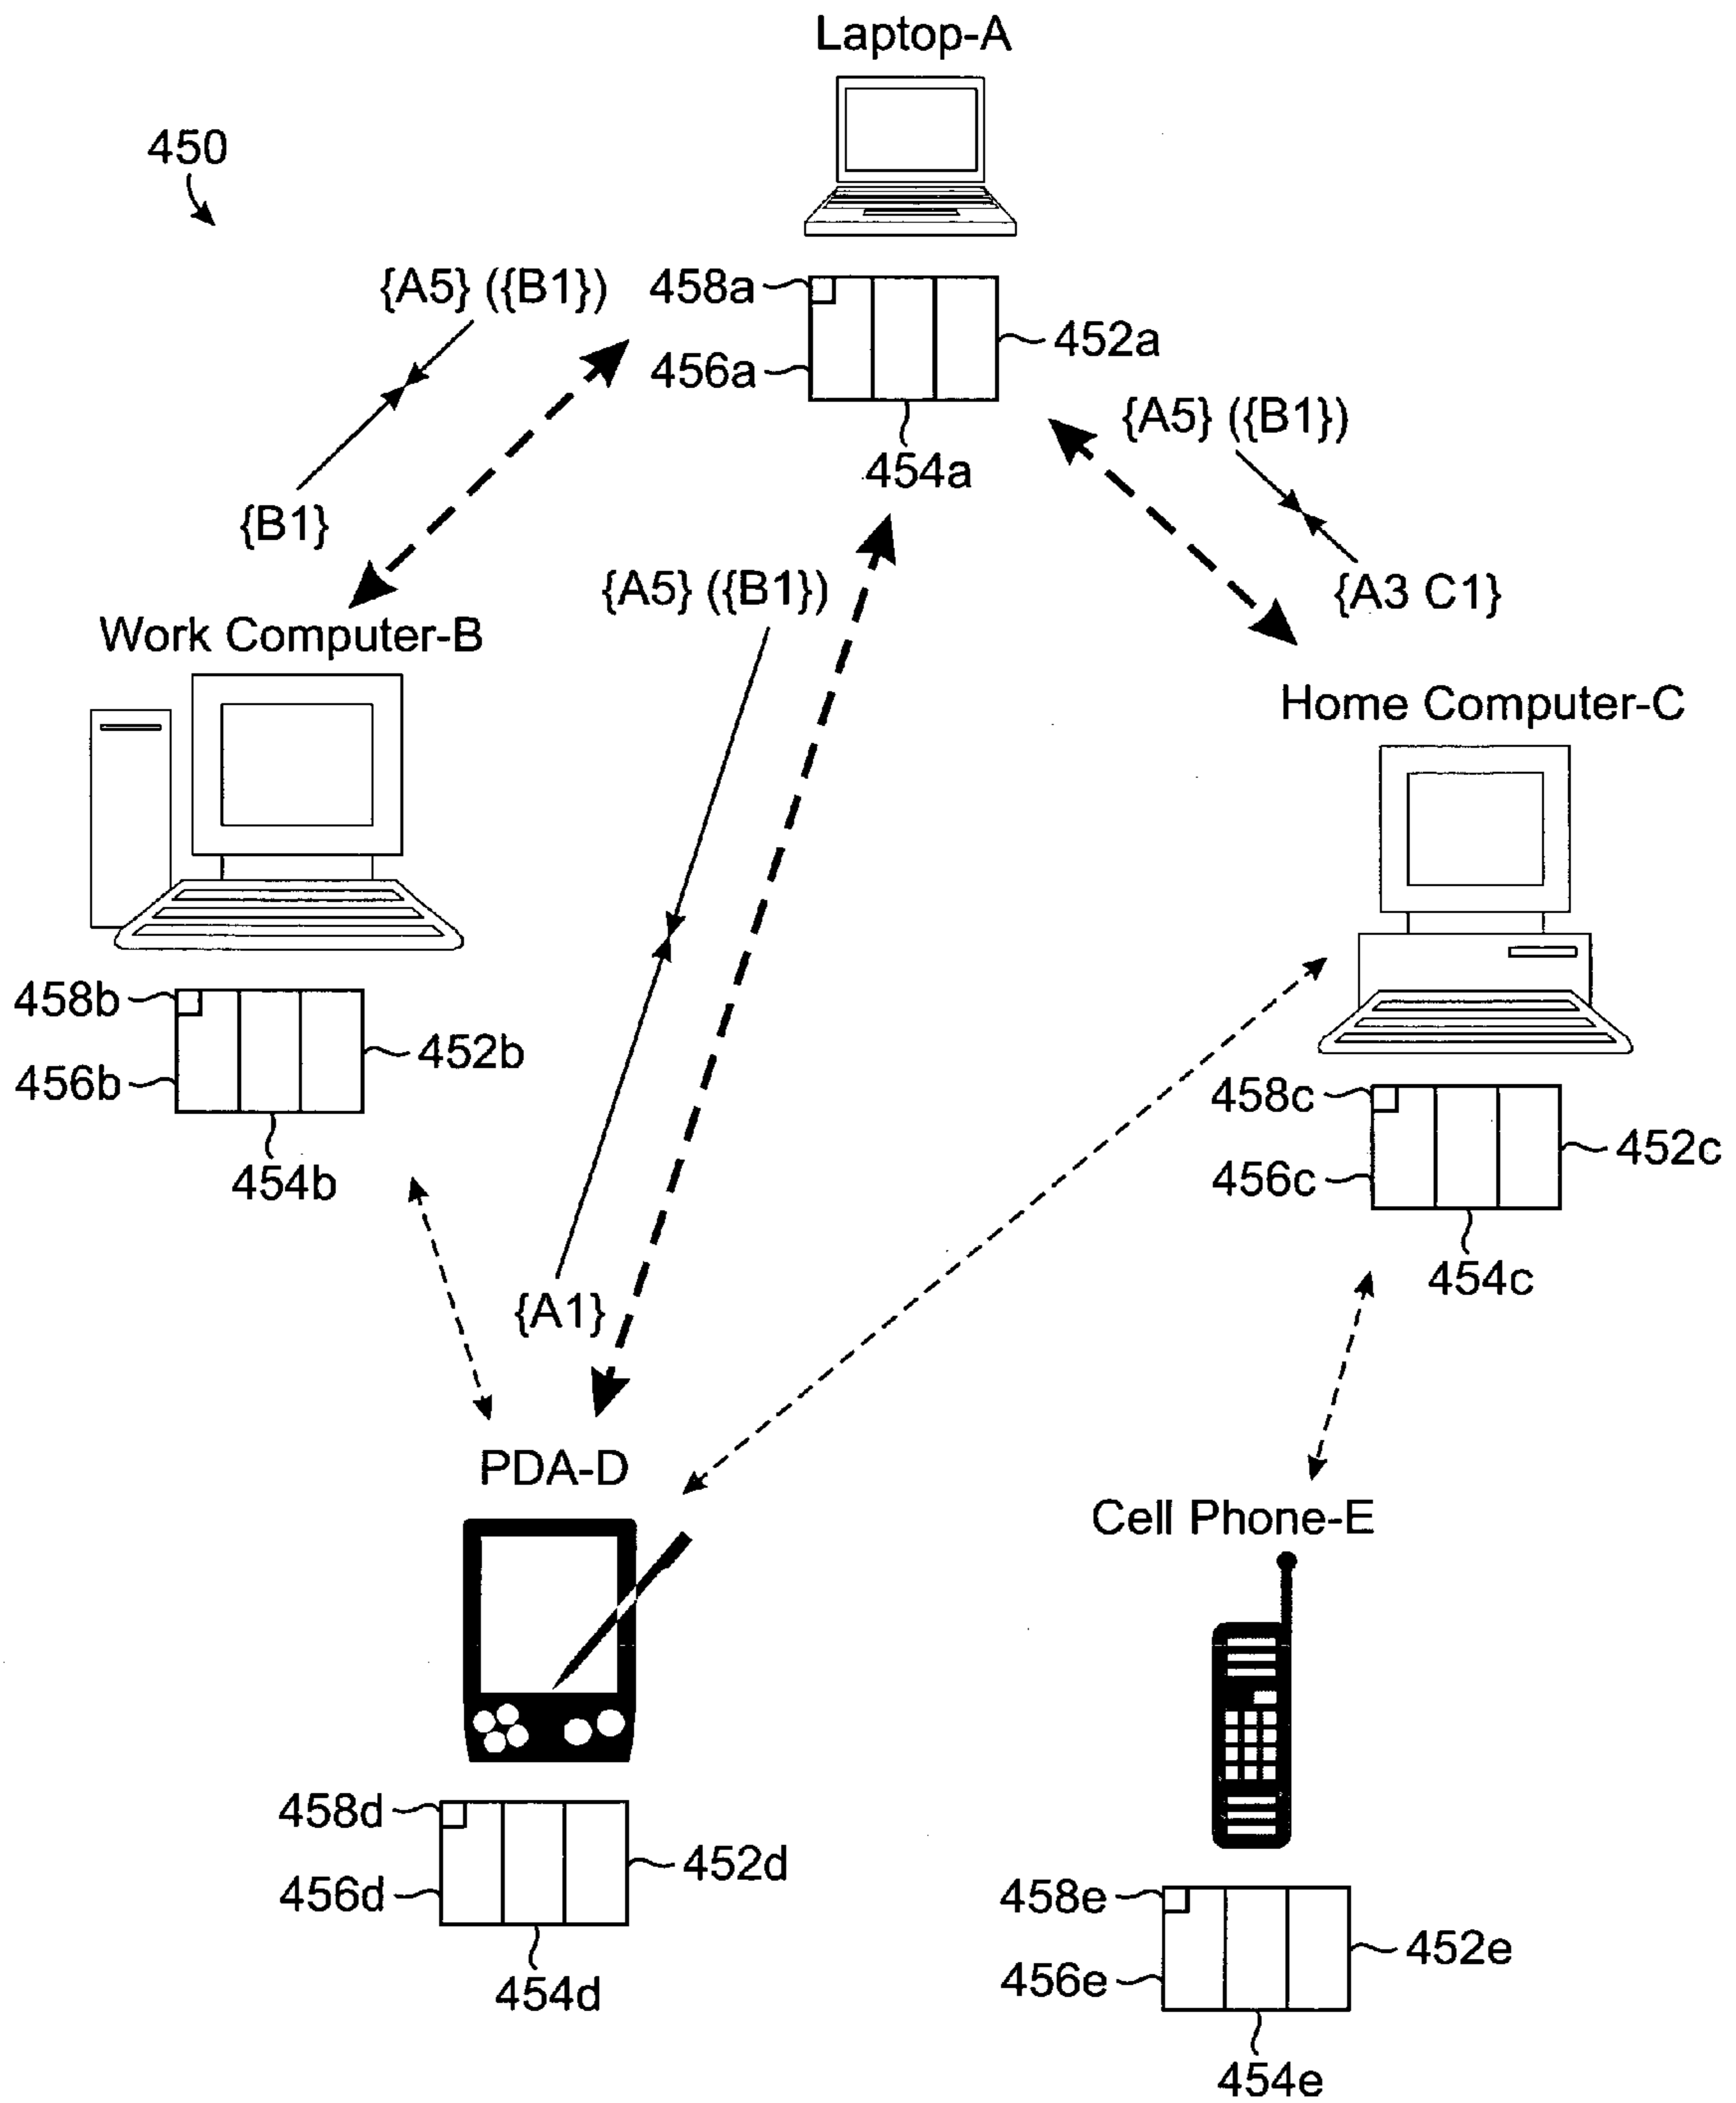 Laptop-A
450
{A5} ({B1})
458a
452a
456a
{A5} ({B1})
454a
{B1}
{A5} ({B1})
{A3 C1}
Work Computer-B
Home Computer-C
458b
452b
456b
458c
452c
454b
456c
454c
{A1}
PDA-D
Cell Phone-E
458d
452d
456d
458e
452e
454d
456e
454e